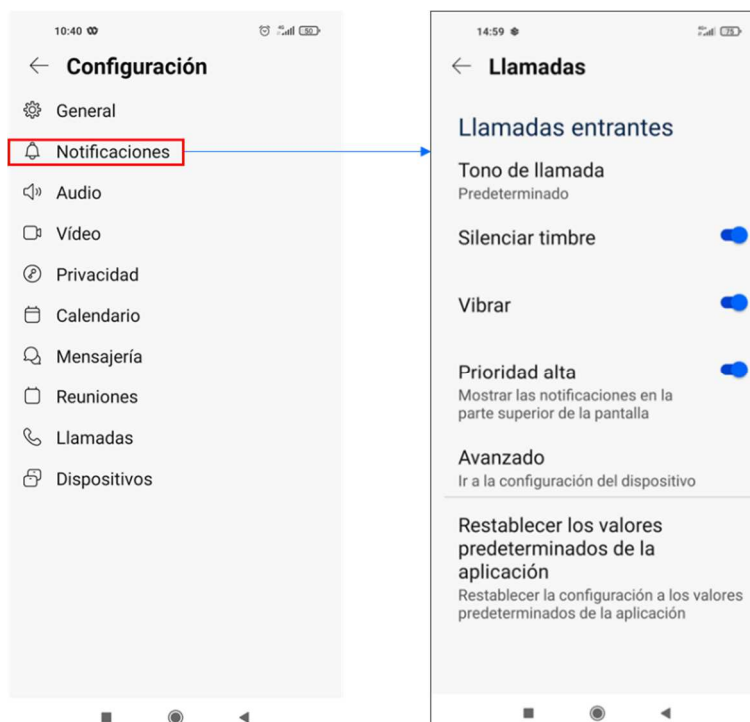 10:40
50
Configuración
General
Notificaciones
Audio
Vídeo
Privacidad
Calendario
Mensajería
Reuniones
Llamadas
Dispositivos
14:59
75
Llamadas
Llamadas entrantes
Tono de llamada
Predeterminado
Silenciar timbre
Vibrar
Prioridad alta
Mostrar las notificaciones en la
parte superior de la pantalla
Avanzado
Ir a la configuración del dispositivo
Restablecer los valores
predeterminados de la
aplicación
Restablecer la configuración a los valores
predeterminados de la aplicación